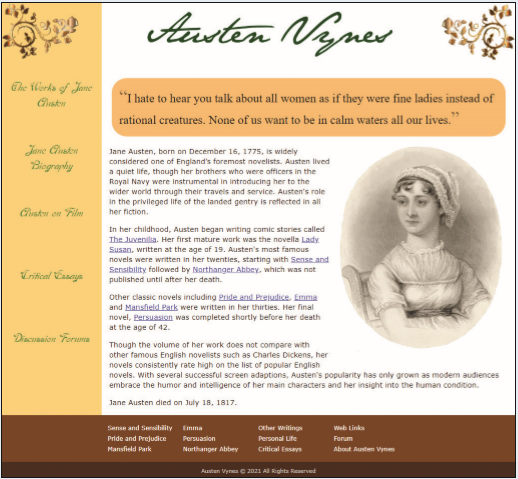 Austen Vynes
The Works of Jane
Austen
Jane Austen
Biography
Austen on Film
Critical Essays
Discussion Forums
“I hate to hear you talk about all women as if they were fine ladies instead of
rational creatures. None of us want to be in calm waters all our lives.”
Jane Austen, born on December 16, 1775, is widely
considered one of England's foremost novelists. Austen lived
a quiet life, though her brothers who were officers in the
Royal Navy were instrumental in introducing her to the
wider world through their travels and service. Austen's role
in the privileged life of the landed gentry is reflected in all
her fiction.
In her childhood, Austen began writing comic stories called
The Juvenilia. Her first mature work was the novella Lady
Susan, written at the age of 19. Austen's most famous
novels were written in her twenties, starting with Sense and
Sensibility followed by Northanger Abbey, which was not
published until after her death.
Other classic novels including Pride and Prejudice, Emma
and Mansfield Park were written in her thirties. Her final
novel, Persuasion was completed shortly before her death
at the age of 42.
Though the volume of her work does not compare with
other famous English novelists such as Charles Dickens, her
novels consistently rate high on the list of popular English
novels. With several successful screen adaptions, Austen's popularity has only grown as modern audiences
embrace the humor and intelligence of her main characters and her insight into the human condition.
Jane Austen died on July 18, 1817.
Sense and Sensibility Emma Other Writings Web Links
Pride and Prejudice Persuasion Personal Life Forum
Mansfield Park Northanger Abbey Critical Essays About Austen Vynes
Austen Vynes © 2021 All Rights Reserved